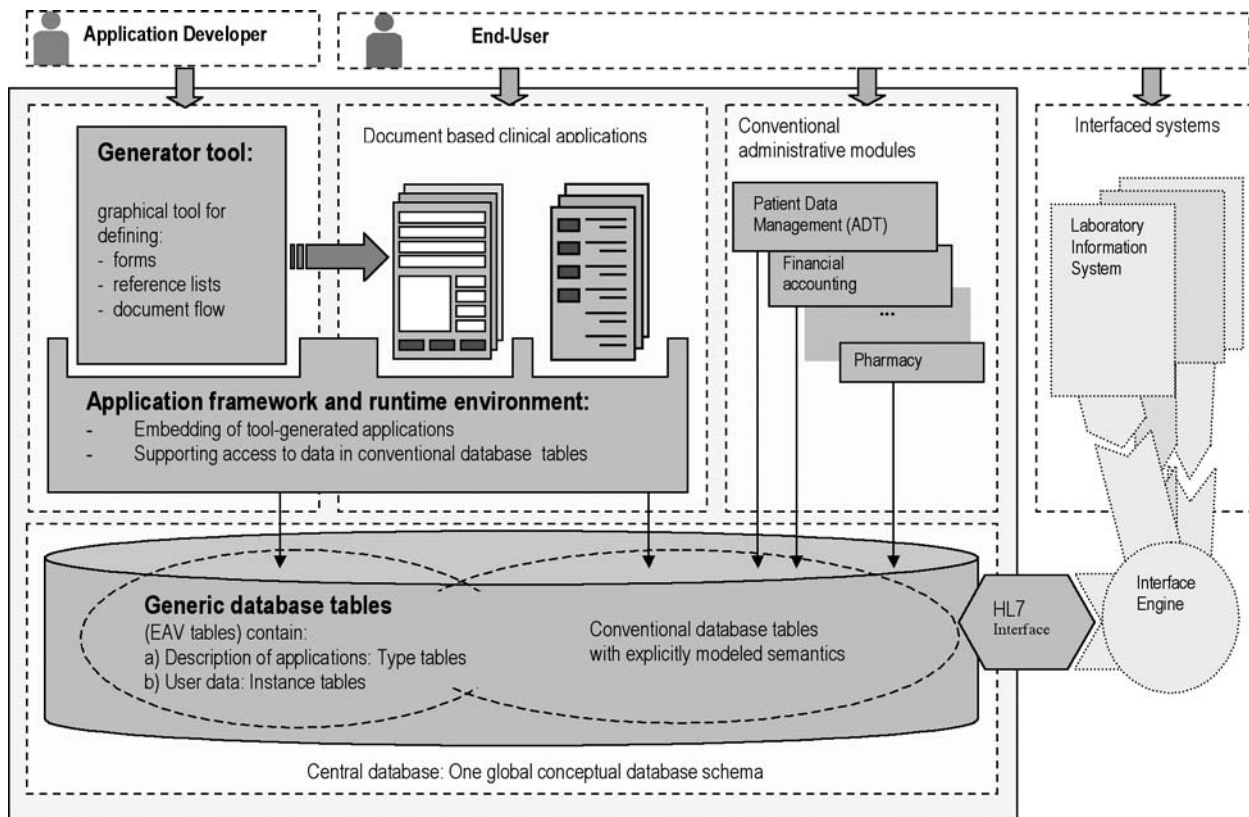 Application Developer
End-User
Generator tool:
graphical tool for
defining:
- forms
- reference lists
- document flow
Document based clinical applications
Conventional
administrative modules
Patient Data
Management (ADT)
Financial
accounting
...
Pharmacy
Interfaced systems
Laboratory
Information
System
Application framework and runtime environment:
- Embedding of tool-generated applications
- Supporting access to data in conventional database tables
Generic database tables
(EAV tables) contain:
a) Description of applications: Type tables
b) User data: Instance tables
Conventional database tables
with explicitly modeled semantics
HL7
Interface
Interface
Engine
Central database: One global conceptual database schema